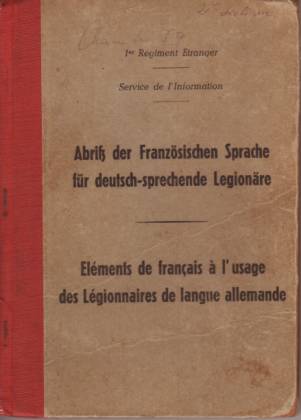 1er Regiment Etranger
Service de l'Information
Abriß der Französischen Sprache
für deutsch-sprechende Legionäre
Eléments de français à l'usage
des Légionnaires de langue allemande